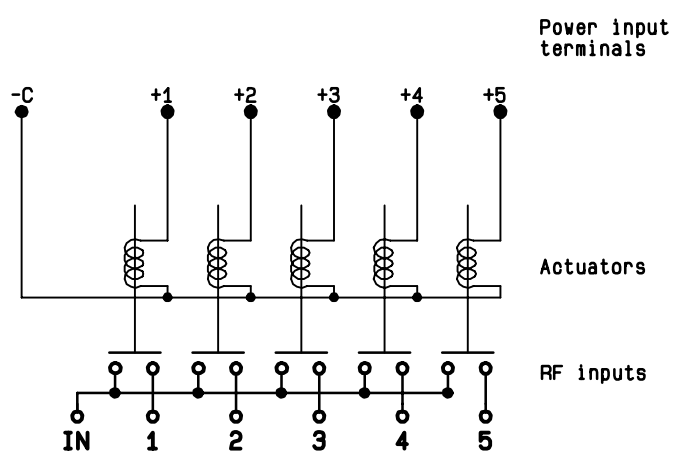 Power input
terminals
-C +1 +2 +3 +4 +5
Actuators
RF inputs
IN 1 2 3 4 5